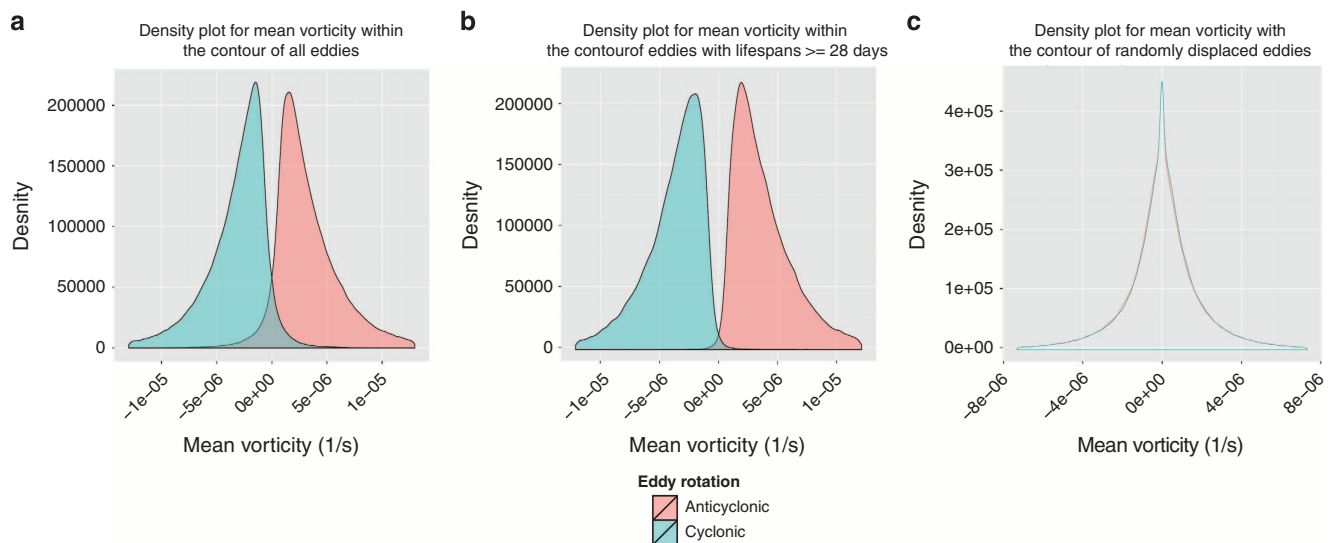 a
Density plot for mean vorticity within
the contour of all eddies
Desnity
200000
150000
100000
50000
0
−1e−05
−5e−06
0e+00
5e−06
1e−05
Mean vorticity (1/s)
b
Density plot for mean vorticity within
the contourof eddies with lifespans >= 28 days
Desnity
200000
150000
100000
50000
0
−1e−05
−5e−06
0e+00
5e−06
1e−05
Mean vorticity (1/s)
c
Density plot for mean vorticity with
the contour of randomly displaced eddies
Desnity
4e+05
3e+05
2e+05
1e+05
0e+00
−8e−06
−4e−06
0e+00
4e−06
8e−06
Mean vorticity (1/s)
Eddy rotation
Anticyclonic
Cyclonic